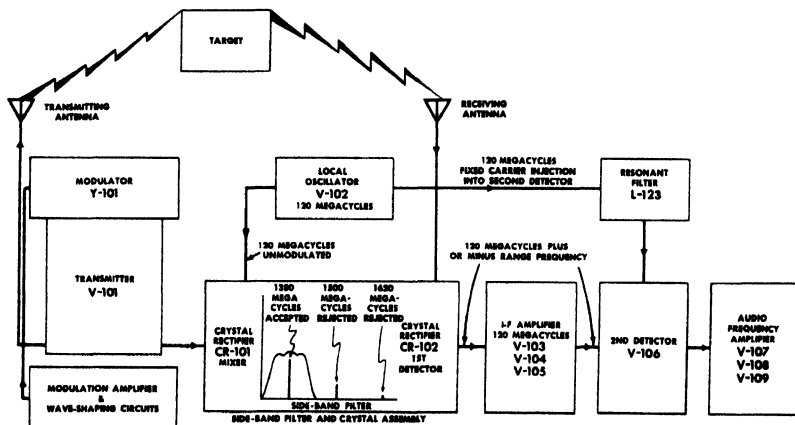 TARGET
TRANSMITTING
ANTENNA
RECEIVING
ANTENNA
MODULATOR
Y-101
LOCAL
OSCILLATOR
V-102
120 MEGACYCLES
120 MEGACYCLES
FIXED CARRIER INJECTION
INTO SECOND DETECTOR
RESONANT
FILTER
L-123
TRANSMITTER
V-101
120 MEGACYCLES
UNMODULATED
120 MEGACYCLES PLUS
OR MINUS RANGE FREQUENCY
1380
MEGA
CYCLES
ACCEPTED
1500
MEGA-
CYCLES
REJECTED
1620
MEGA-
CYCLES
REJECTED
CRYSTAL
RECTIFIER
CR-101
MIXER
CRYSTAL
RECTIFIER
CR-102
1ST
DETECTOR
SIDE-BAND FILTER
SIDE-BAND FILTER AND CRYSTAL ASSEMBLY
I-F AMPLIFIER
120 MEGACYCLES
V-103
V-104
V-105
2ND DETECTOR
V-106
AUDIO
FREQUENCY
AMPLIFIER
V-107
V-108
V-109
MODULATION AMPLIFIER
&
WAVE-SHAPING CIRCUITS